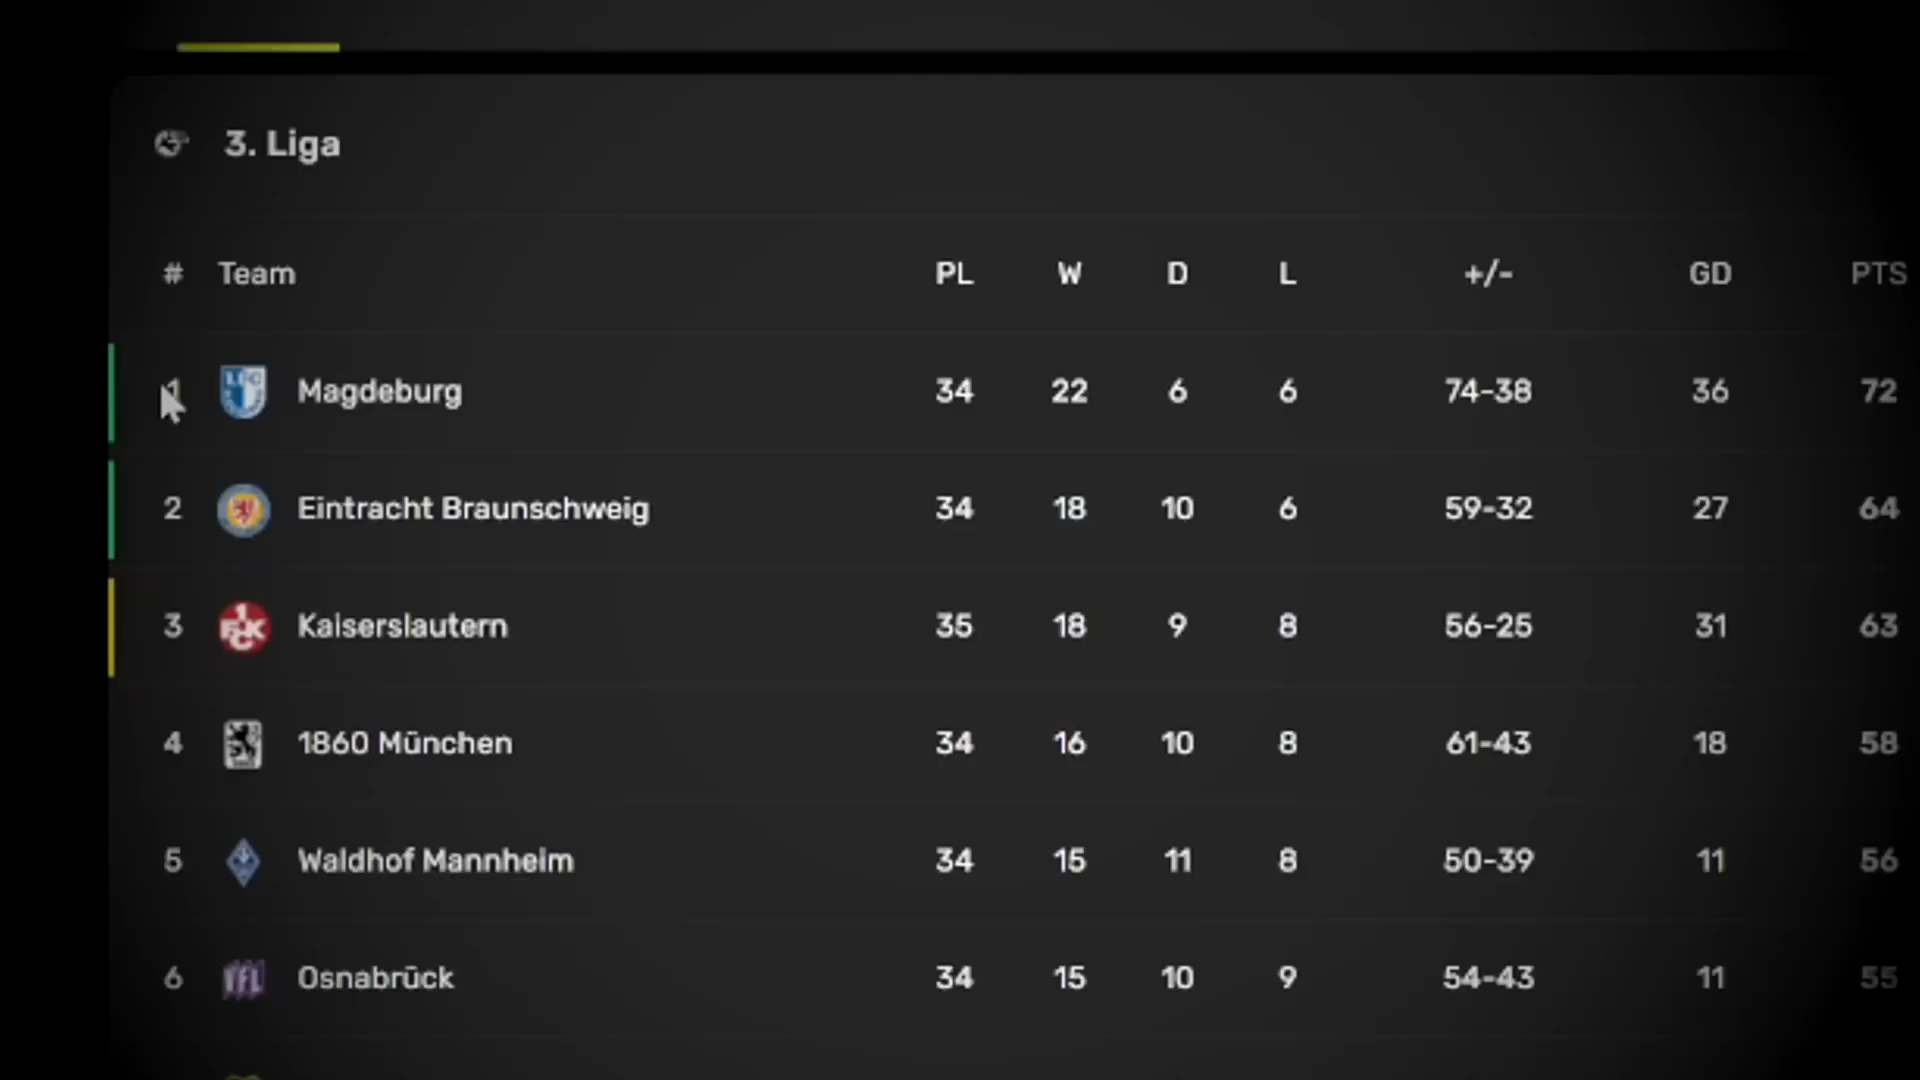 3. Liga
# Team PL W D L +/- GD PTS
1 Magdeburg 34 22 6 6 74-38 36 72
2 Eintracht Braunschweig 34 18 10 6 59-32 27 64
3 Kaiserslautern 35 18 9 8 56-25 31 63
4 1860 München 34 16 10 8 61-43 18 58
5 Waldhof Mannheim 34 15 11 8 50-39 11 56
6 Osnabrück 34 15 10 9 54-43 11 55